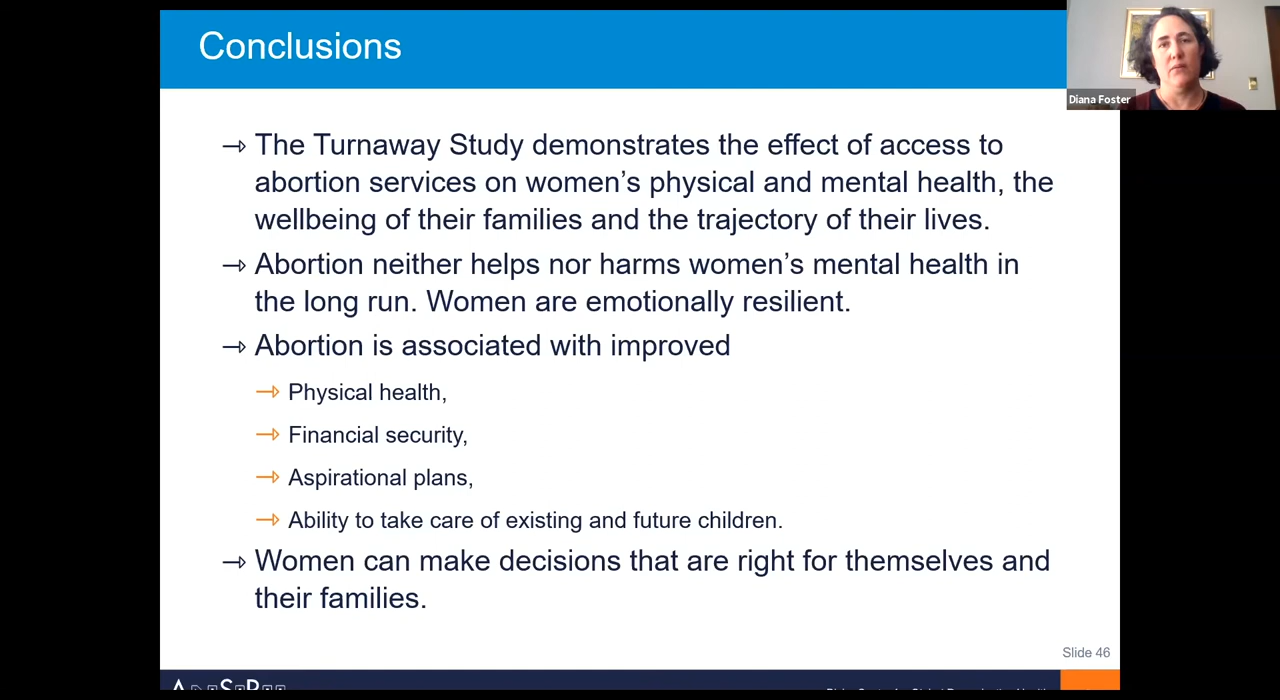 Conclusions
Diana Foster
The Turnaway Study demonstrates the effect of access to
abortion services on women’s physical and mental health, the
wellbeing of their families and the trajectory of their lives.
Abortion neither helps nor harms women’s mental health in
the long run. Women are emotionally resilient.
Abortion is associated with improved
Physical health,
Financial security,
Aspirational plans,
Ability to take care of existing and future children.
Women can make decisions that are right for themselves and
their families.
Slide 46